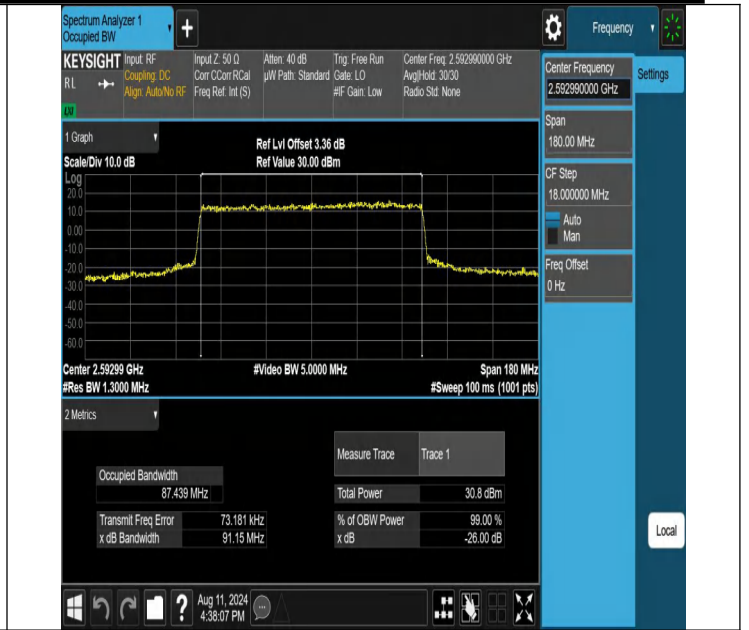 Spectrum Analyzer 1
Occupied BW
+
Frequency
KEYSIGHT
RL
LXI
Input: RF
Coupling: DC
Align: Auto/No RF
Input Z: 50 Ω
Corr CCorr RCal
Freq Ref: Int (S)
Atten: 40 dB
µW Path: Standard
Trig: Free Run
Gate: LO
#IF Gain: Low
Center Freq: 2.592990000 GHz
Avg|Hold: 30/30
Radio Std: None
Center Frequency
2.592990000 GHz
Settings
Span
180.00 MHz
CF Step
18.000000 MHz
Auto
Man
Freq Offset
0 Hz
1 Graph
Scale/Div 10.0 dB
Ref Lvl Offset 3.36 dB
Ref Value 30.00 dBm
Log
20.0
10.0
0.00
-10.0
-20.0
-30.0
-40.0
-50.0
-60.0
Center 2.59299 GHz
#Video BW 5.0000 MHz
Span 180 MHz
#Res BW 1.3000 MHz
#Sweep 100 ms (1001 pts)
2 Metrics
Measure Trace Trace 1
Occupied Bandwidth
87.439 MHz
Total Power 30.8 dBm
Transmit Freq Error 73.181 kHz
% of OBW Power 99.00 %
x dB Bandwidth 91.15 MHz
x dB -26.00 dB
Local
?
Aug 11, 2024
4:38:07 PM